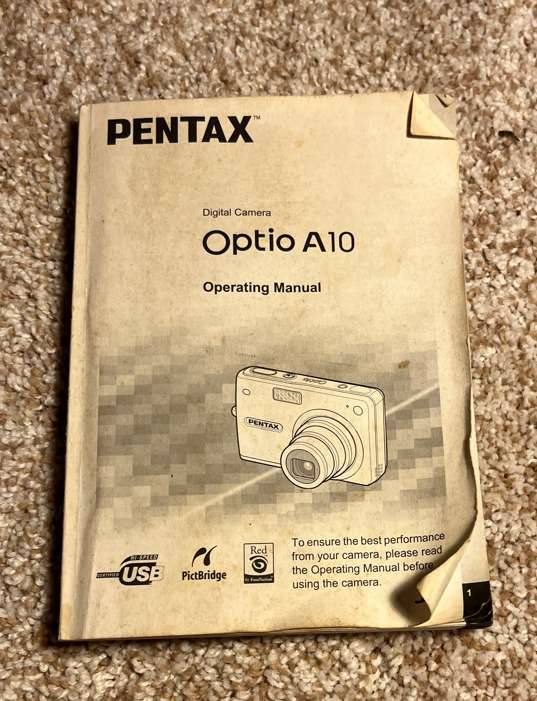 PENTAX™
Digital Camera
Optio A10
Operating Manual
PENTAX
HI-SPEED
CERTIFIED USB
PictBridge
Red
To ensure the best performance
from your camera, please read
the Operating Manual before
using the camera.
1